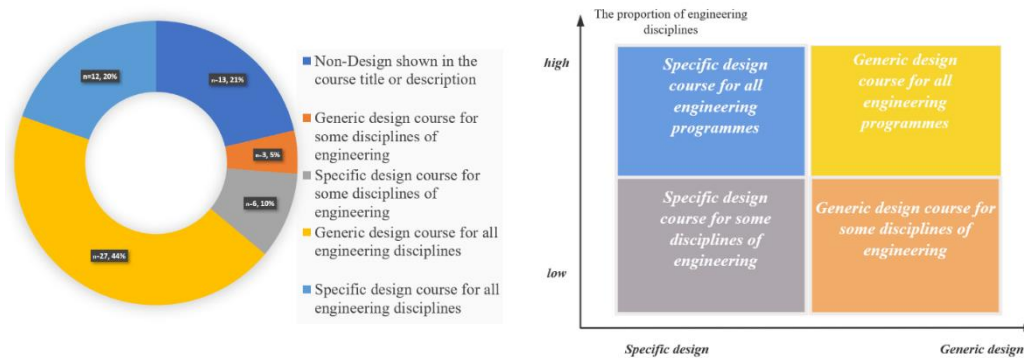 n=12, 20%
n=13, 21%
n=3, 5%
n=6, 10%
n=27, 44%
Non-Design shown in the
course title or description
Generic design course for
some disciplines of
engineering
Specific design course for
some disciplines of
engineering
Generic design course for all
engineering disciplines
Specific design course for all
engineering disciplines
The proportion of engineering
disciplines
high
low
Specific design
course for all
engineering
programmes
Generic design
course for all
engineering
programmes
Specific design
course for some
disciplines of
engineering
Generic design course for
some disciplines of
engineering
Specific design
Generic design